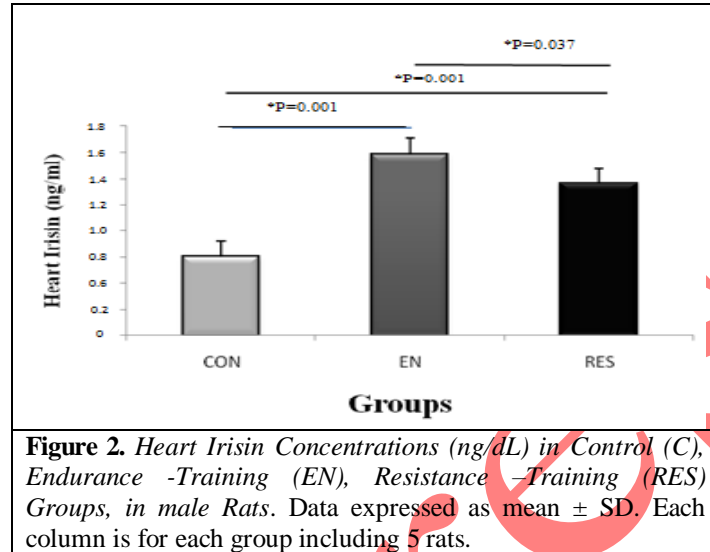 *P=0.037
*P=0.001
*P=0.001
1.8
1.6
1.4
1.2
1.0
0.8
0.6
0.2
0
Heart Irisin (ng/ml)
CON EN RES
Groups
Figure 2. Heart Irisin Concentrations (ng/dL) in Control (C),
Endurance -Training (EN), Resistance –Training (RES)
Groups, in male Rats. Data expressed as mean ± SD. Each
column is for each group including 5 rats.